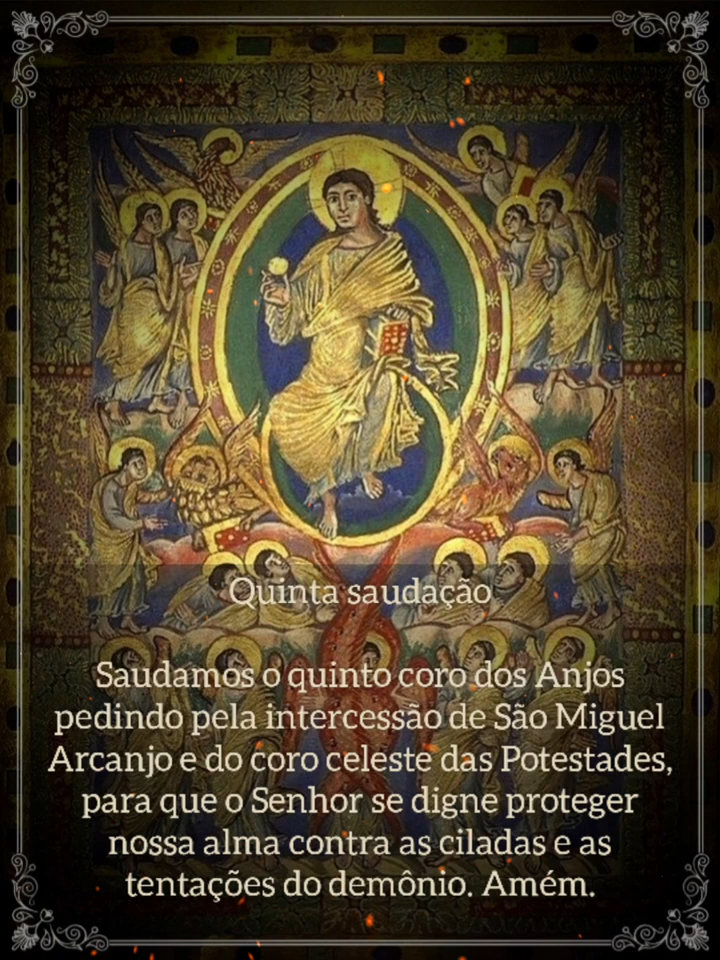 Quinta saudação
Saudamos o quinto coro dos Anjos
pedindo pela intercessão de São Miguel
Arcanjo e do coro celeste das Potestades,
para que o Senhor se digne proteger
nossa alma contra as ciladas e as
tentações do demônio. Amém.